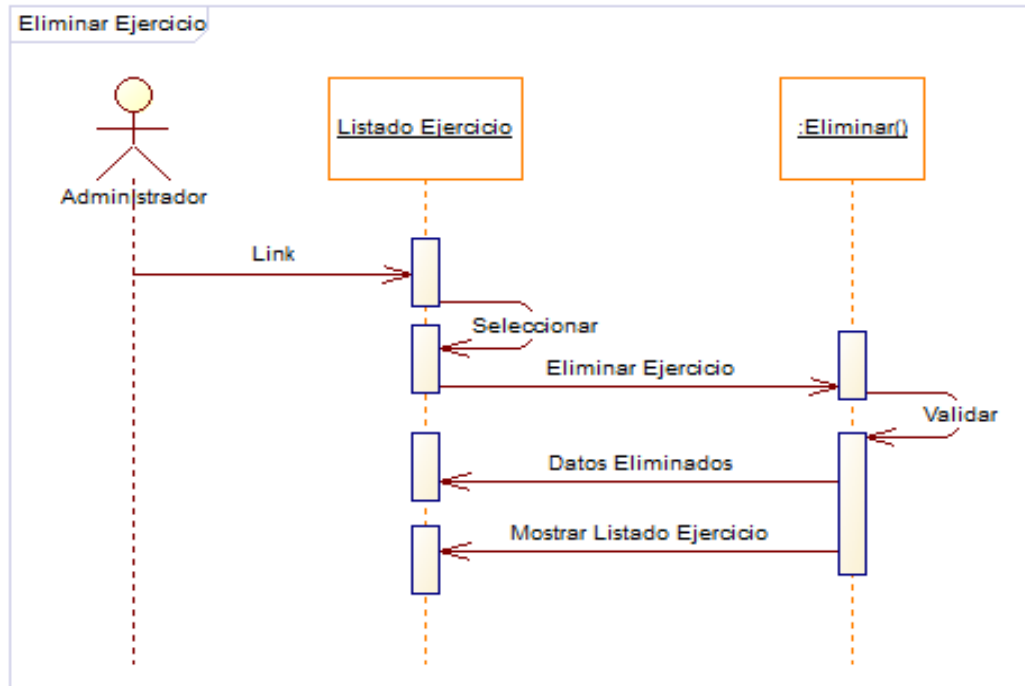 Eliminar Ejercicio
Listado Ejercicio
:Eliminar()
Administrador
Link
Seleccionar
Eliminar Ejercicio
Validar
Datos Eliminados
Mostrar Listado Ejercicio